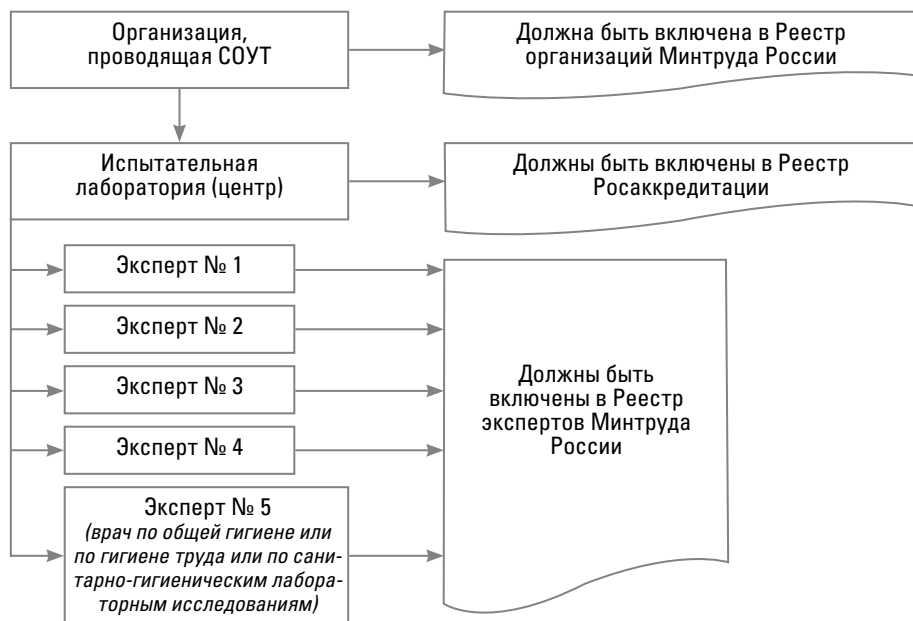 Организация,
проводящая СОУТ
Должна быть включена в Реестр
организаций Минтруда России
Испытательная
лаборатория (центр)
Должны быть включены в Реестр
Росаккредитации
Эксперт № 1
Эксперт № 2
Эксперт № 3
Эксперт № 4
Эксперт № 5
(врач по общей гигиене или
по гигиене труда или по сани-
тарно-гигиеническим лабора-
торным исследованиям)
Должны быть
включены в Реестр
экспертов Минтруда
России